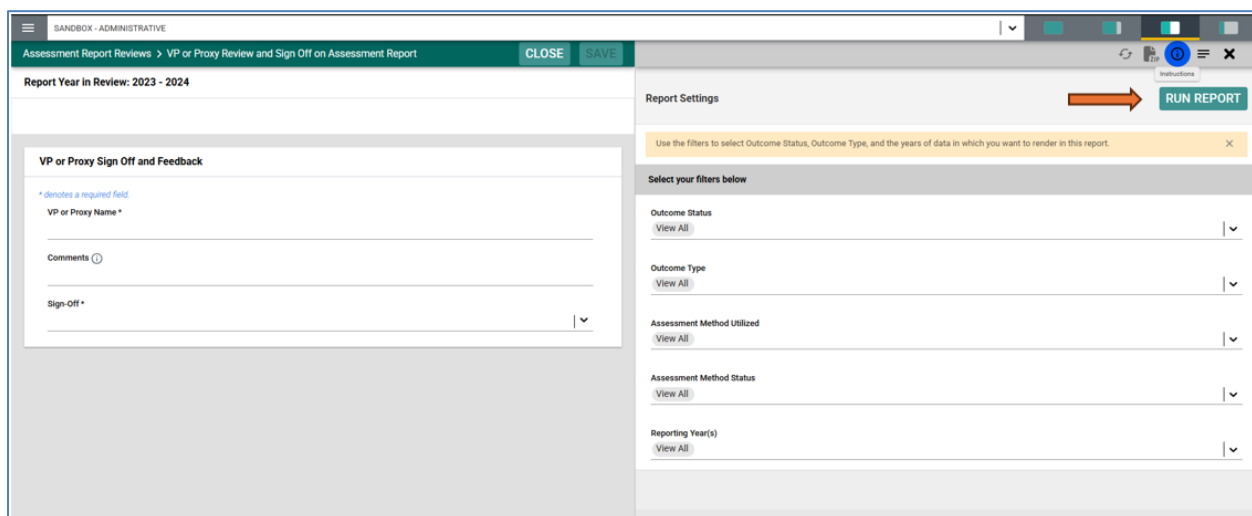 SANDBOX - ADMINISTRATIVE
Assessment Report Reviews > VP or Proxy Review and Sign Off on Assessment Report
CLOSE
SAVE
ZIP
Instructions
Report Year in Review: 2023 - 2024
Report Settings
RUN REPORT
VP or Proxy Sign Off and Feedback
* denotes a required field.
VP or Proxy Name *
Comments
Sign-Off *
Use the filters to select Outcome Status, Outcome Type, and the years of data in which you want to render in this report.
Select your filters below
Outcome Status
View All
Outcome Type
View All
Assessment Method Utilized
View All
Assessment Method Status
View All
Reporting Year(s)
View All